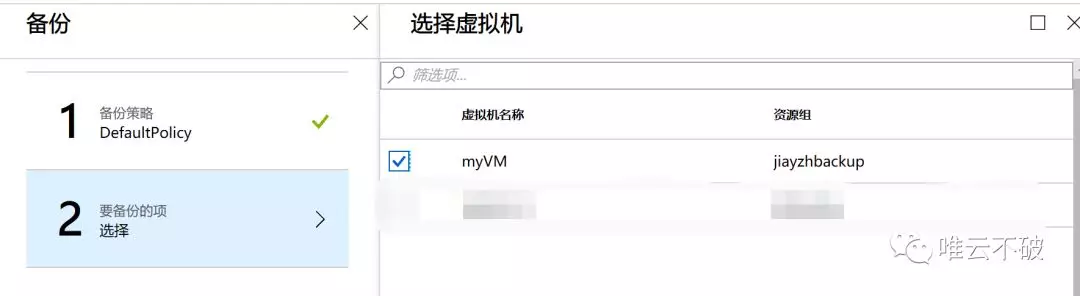 备份
1
备份策略
DefaultPolicy
2
要备份的项
选择
选择虚拟机
筛选项...
虚拟机名称 资源组
myVM jiayzhbackup
唯云不破